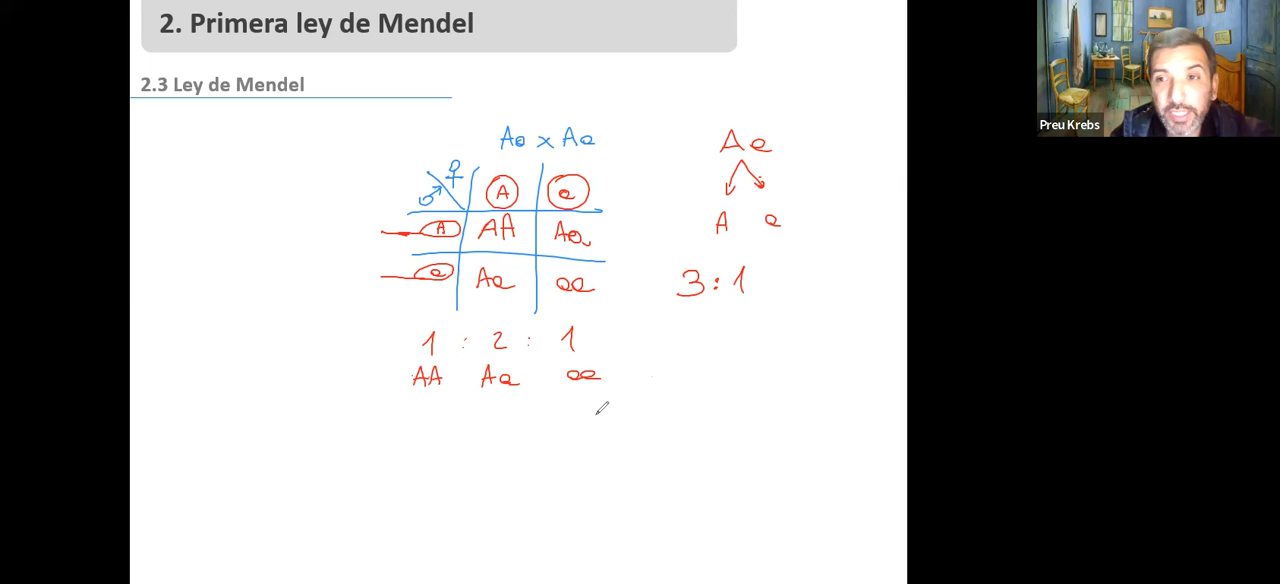 2. Primera ley de Mendel
2.3 Ley de Mendel
Aa x Aa
Aa
♂ ♀ A a
A AA Aa
A a
a Aa aa
3 : 1
1 : 2 : 1
AA Aa aa
Preu Krebs